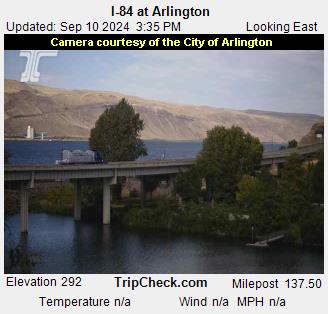 I-84 at Arlington
Updated: Sep 10 2024 3:35 PM Looking East
Camera courtesy of the City of Arlington
Elevation 292 TripCheck.com Milepost 137.50
Temperature n/a Wind n/a MPH n/a